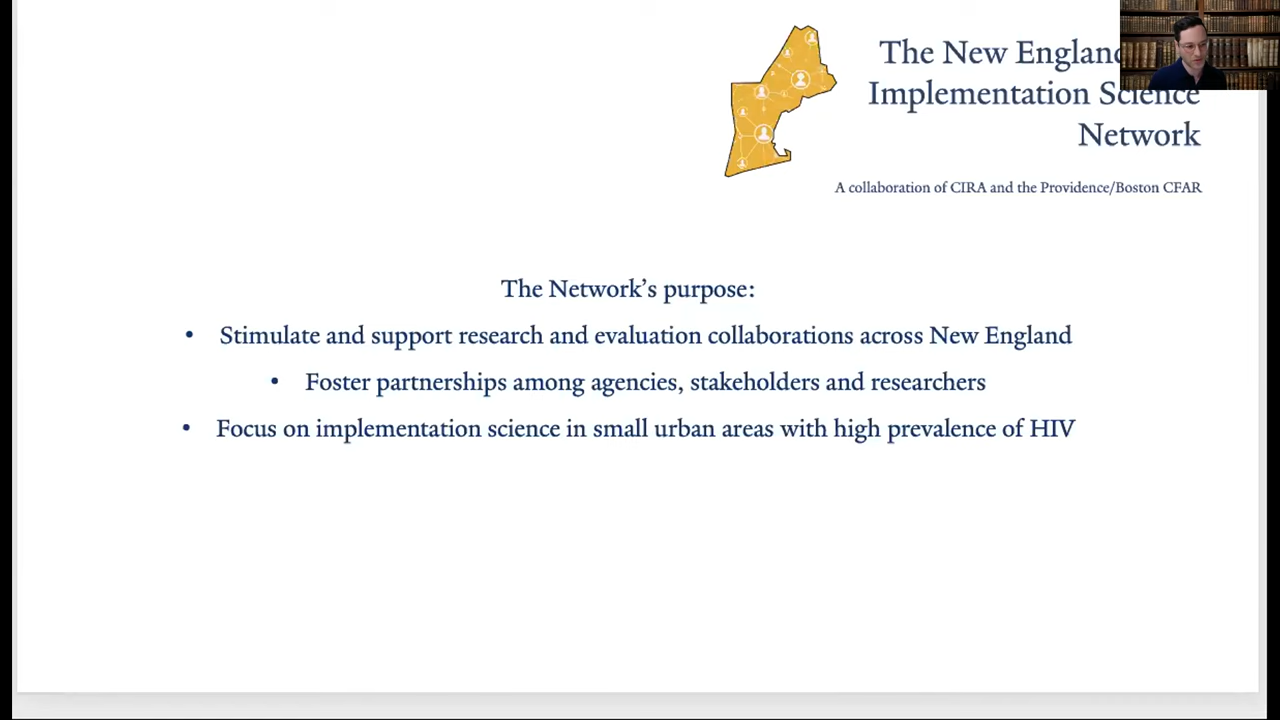 The New England
Implementation Science
Network
A collaboration of CIRA and the Providence/Boston CFAR
The Network's purpose:
• Stimulate and support research and evaluation collaborations across New England
• Foster partnerships among agencies, stakeholders and researchers
• Focus on implementation science in small urban areas with high prevalence of HIV